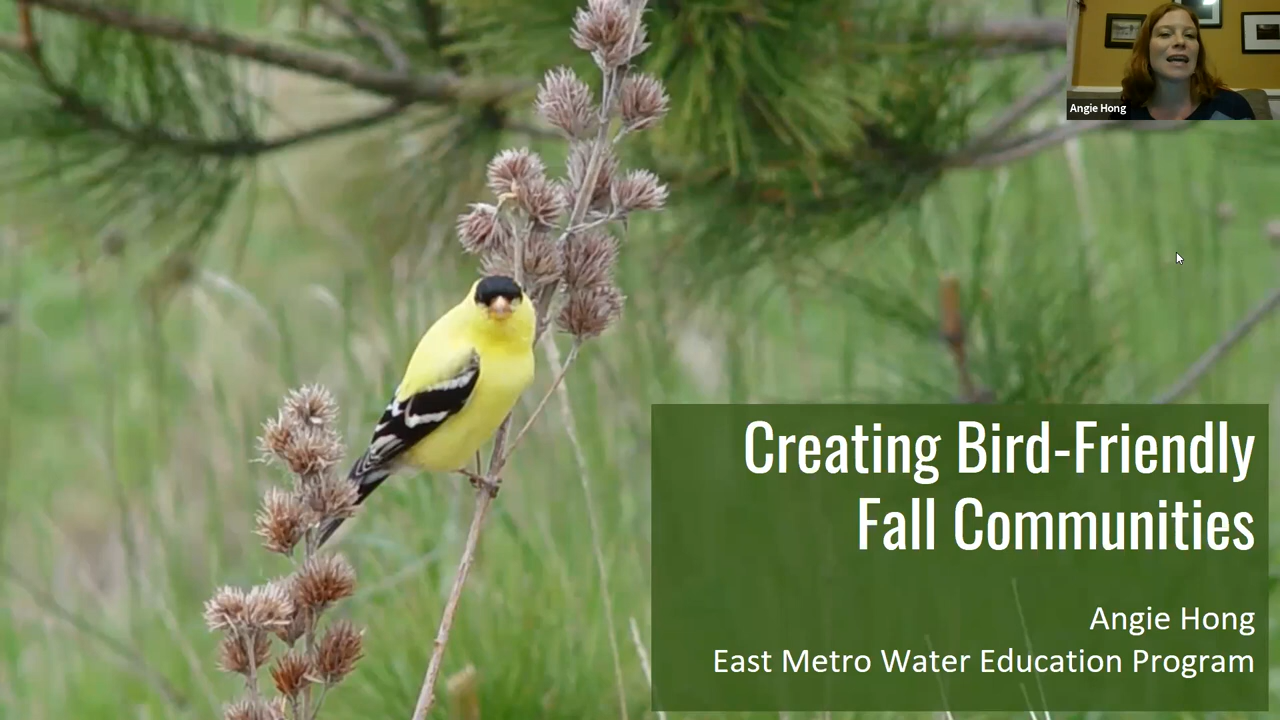 Angie Hong
Creating Bird-Friendly
Fall Communities
Angie Hong
East Metro Water Education Program